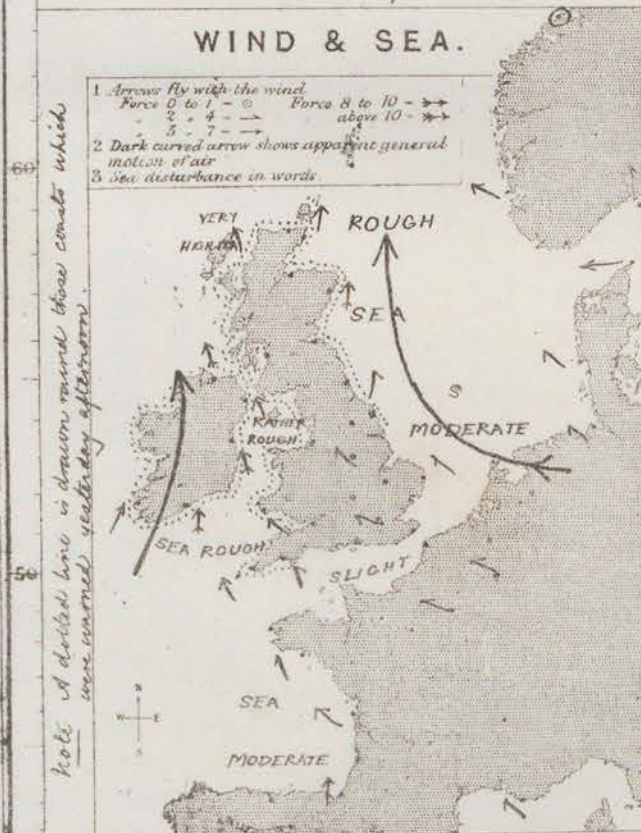 WIND & SEA.
1 Arrows fly with the wind
Force 0 to 1 - ⊙ Force 8 to 10 -
" 2 " 4 - above 10 -
" 5 " 7 -
2 Dark curved arrow shows apparent general
motion of air
3 Sea disturbance in words
60
50
Note A dotted line is drawn round those coasts which
were warned yesterday afternoon.
VERY
HIGH
ROUGH
SEA
S
MODERATE
RATHER
ROUGH
SEA ROUGH
SLIGHT
SEA
MODERATE
N
W E
S